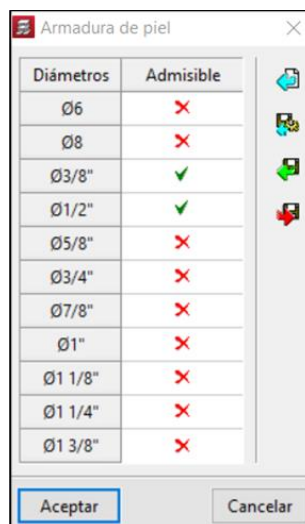 Armadura de piel
Diámetros Admisible
Ø6
Ø8
Ø3/8"
Ø1/2"
Ø5/8"
Ø3/4"
Ø7/8"
Ø1"
Ø1 1/8"
Ø1 1/4"
Ø1 3/8"
Aceptar Cancelar